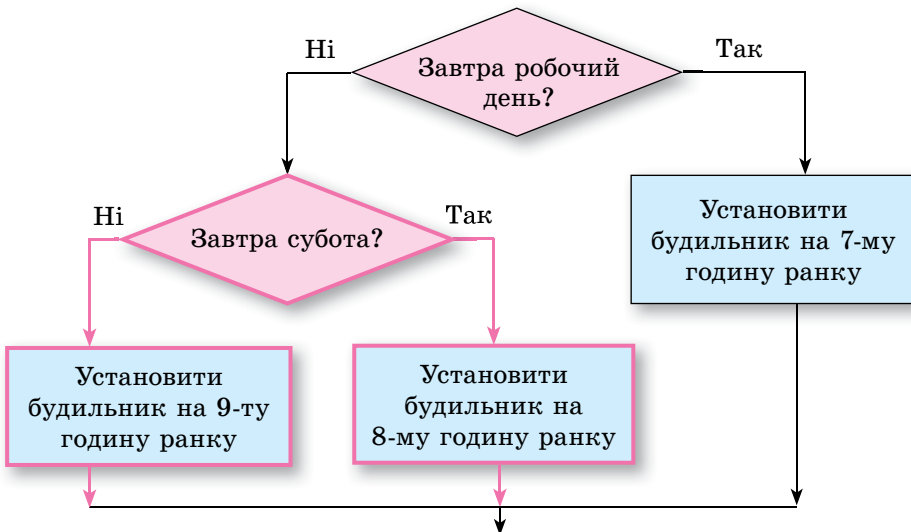 Ні
Так
Завтра робочий
день?
Ні
Так
Завтра субота?
Установити
будильник на 7-му
годину ранку
Установити
будильник на 9-ту
годину ранку
Установити
будильник на
8-му годину ранку